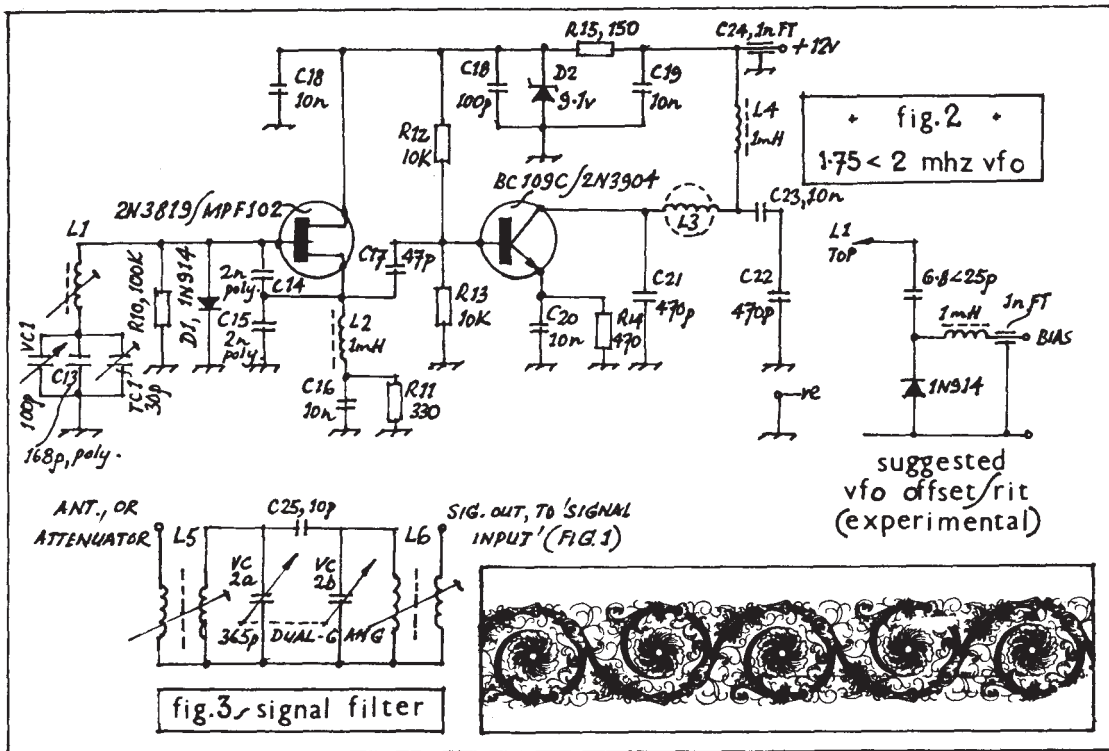 R15, 150
C24, 1nFT
+12v
C18
10n
C18
100p
D2
9·1v
C19
10n
L4
1mH
+ fig.2 +
1·75 < 2 mhz vfo
R12
10K
BC109C/2N3904
C23, 10n
2N3819/MPF102
L3
L1
L1
TOP
R10, 100K
D1, 1N914
2n
poly.
C14
C15
2n
poly.
C17
47p
R13
10K
C20
10n
R14
470
C21
470p
C22
470p
6·8<25p
1mH
1nFT
BIAS
1N914
L2
1mH
C16
10n
R11
330
VC1
100p
C13
TC1
30p
168p, poly.
-ve
suggested
vfo offset/rit
(experimental)
ANT., OR
ATTENUATOR
L5
C25, 10p
L6
SIG. OUT, TO 'SIGNAL
INPUT' (FIG. 1)
VC
2a
VC
2b
365p
DUAL-GANG
fig.3/ signal filter